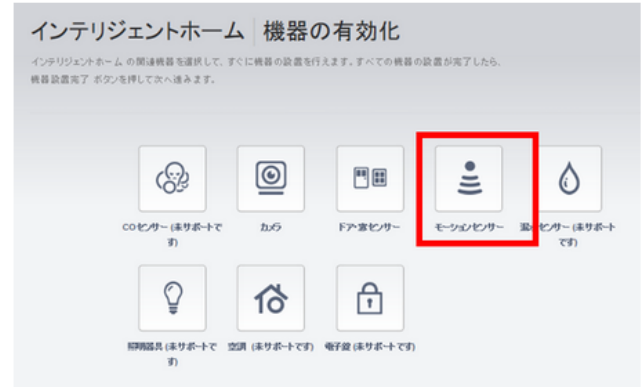 インテリジェントホーム 機器の有効化
インテリジェントホーム の関連機器を選択して、すぐに機器の設置を行えます。すべての機器の設置が完了したら、
機器設置完了 ボタンを押して次へ進みます。
COセンサー (未サポートで
す)
カメラ
ドア・窓センサー
モーションセンサー
センサー (未サポート
です)
照明器具 (未サポートで
す)
空調 (未サポートです)
電子錠 (未サポートです)